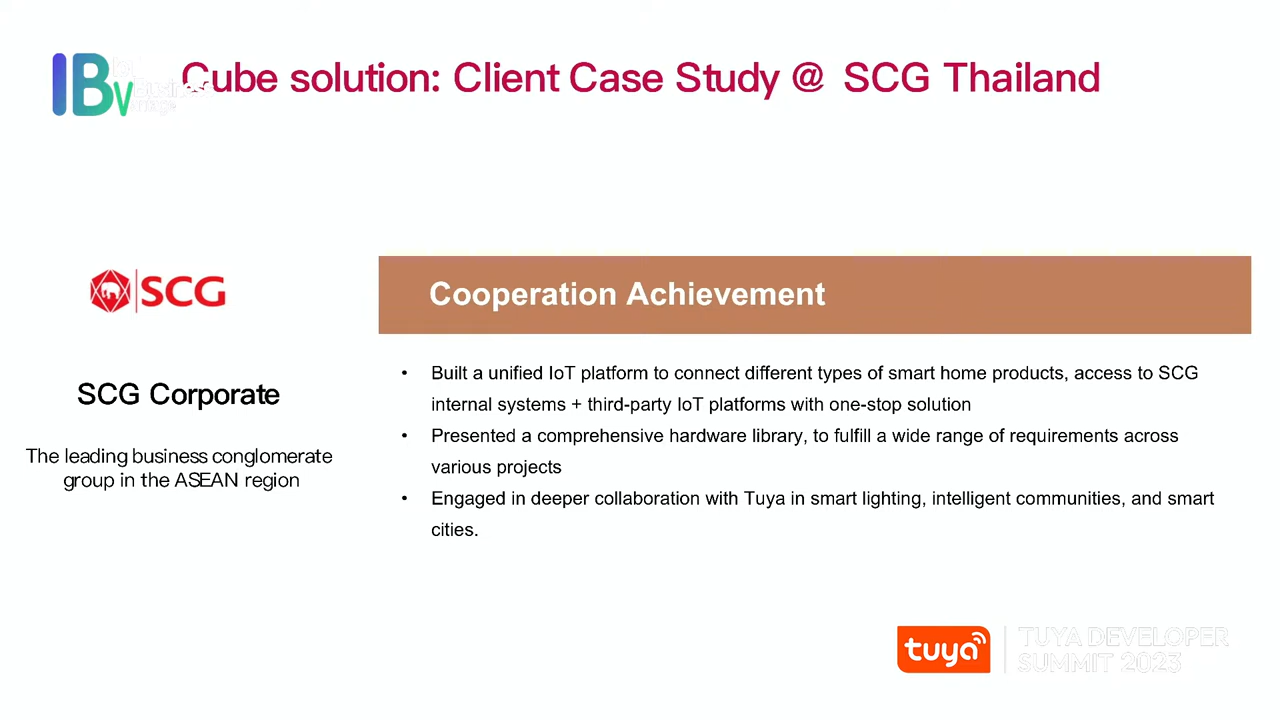 IBv
Cube solution: Client Case Study @ SCG Thailand
SCG
SCG Corporate
The leading business conglomerate
group in the ASEAN region
Cooperation Achievement
• Built a unified IoT platform to connect different types of smart home products, access to SCG
internal systems + third-party IoT platforms with one-stop solution
• Presented a comprehensive hardware library, to fulfill a wide range of requirements across
various projects
• Engaged in deeper collaboration with Tuya in smart lighting, intelligent communities, and smart
cities.
tuya
TUYA DEVELOPER
SUMMIT 2023